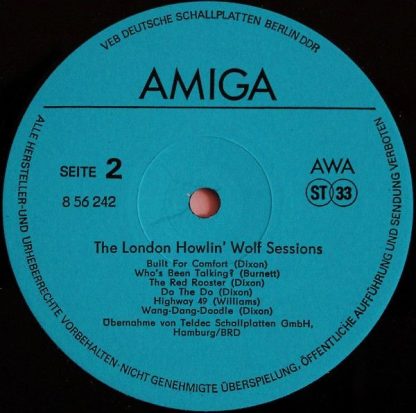 VEB DEUTSCHE SCHALLPLATTEN BERLIN DDR
AMIGA
SEITE 2
AWA
8 56 242
ST 33
The London Howlin' Wolf Sessions
Built For Comfort (Dixon)
Who's Been Talking? (Burnett)
The Red Rooster (Dixon)
Do The Do (Dixon)
Highway 49 (Williams)
Wang-Dang-Doodle (Dixon)
Übernahme von Teldec Schallplatten GmbH,
Hamburg/BRD
ALLE HERSTELLER-UND URHEBERRECHTE VORBEHALTEN NICHT GENEHMIGTE ÜBERSPIELUNG, ÖFFENTLICHE AUFFÜHRUNG UND SENDUNG VERBOTEN